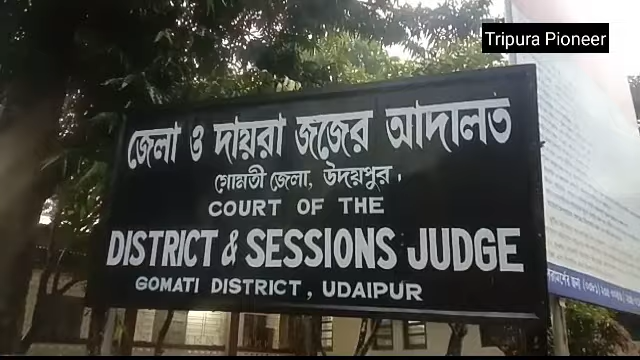 Tripura Pioneer
জেলা ও দায়রা জজের আদালত
গোমতী জেলা, উদয়পুর,
COURT OF THE
DISTRICT & SESSIONS JUDGE
GOMATI DISTRICT, UDAIPUR